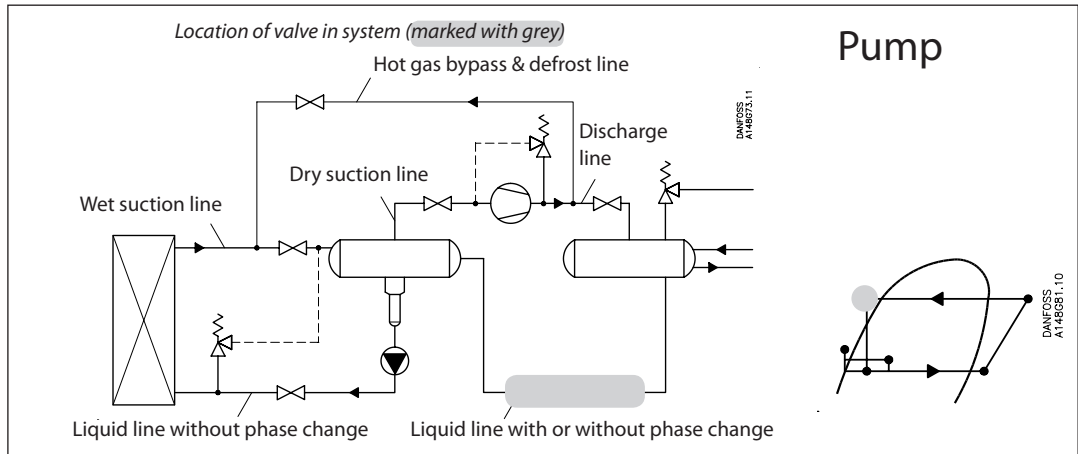 Location of valve in system (marked with grey)
Pump
Hot gas bypass & defrost line
DANFOSS
A148G73.11
Discharge
line
Dry suction line
Wet suction line
DANFOSS
A148G81.10
Liquid line without phase change
Liquid line with or without phase change